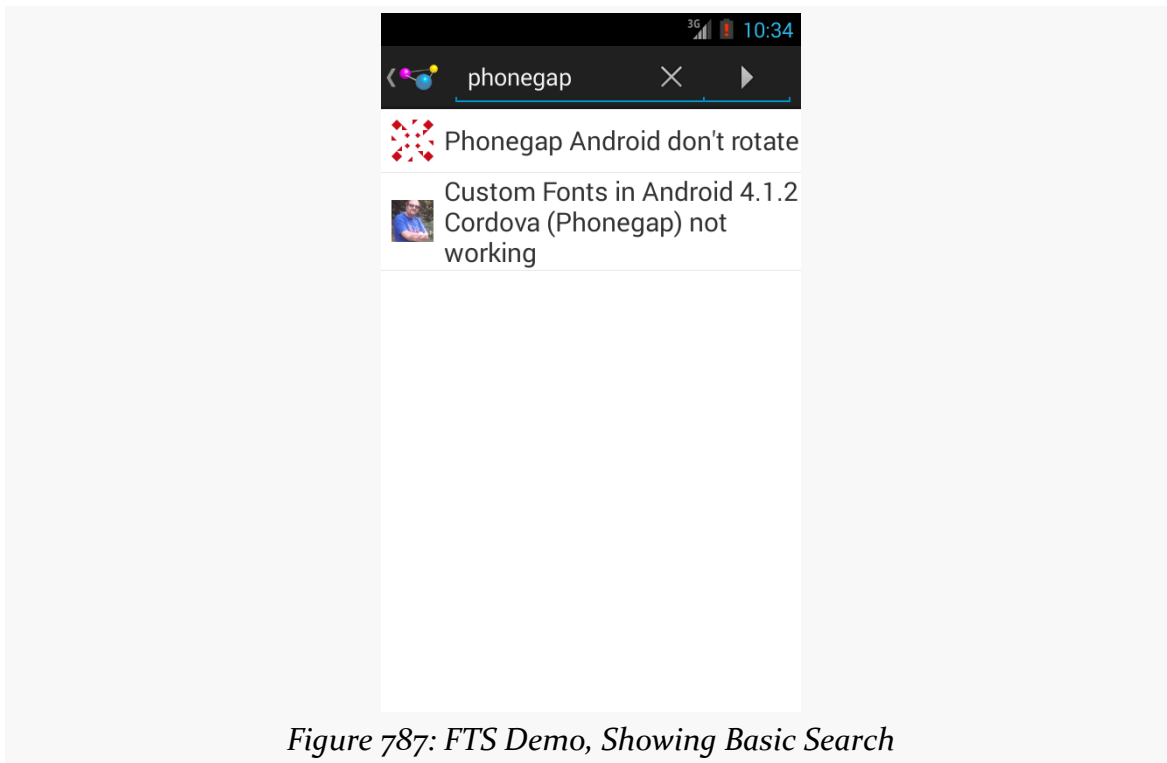 3G
10:34
phonegap
Phonegap Android don't rotate
Custom Fonts in Android 4.1.2
Cordova (Phonegap) not
working
Figure 787: FTS Demo, Showing Basic Search